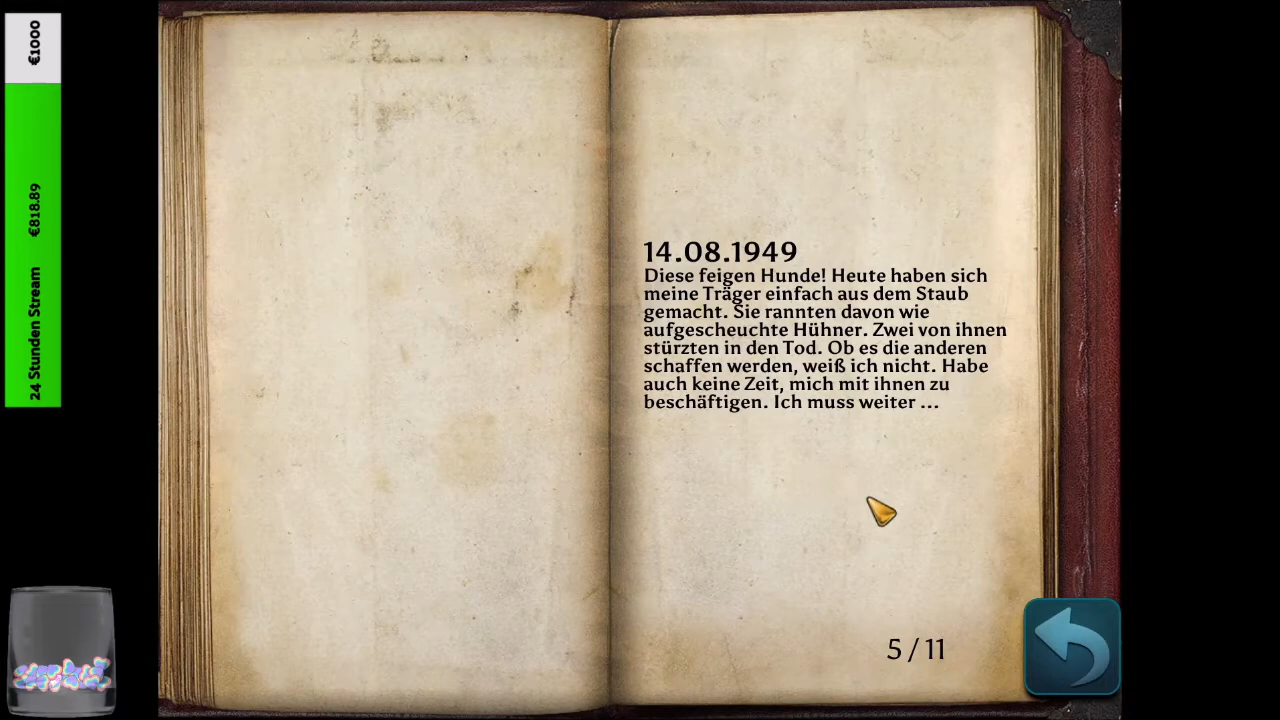 €1000
€818.89
24 Stunden Stream
14.08.1949
Diese feigen Hunde! Heute haben sich
meine Träger einfach aus dem Staub
gemacht. Sie rannten davon wie
aufgescheuchte Hühner. Zwei von ihnen
stürzten in den Tod. Ob es die anderen
schaffen werden, weiß ich nicht. Habe
auch keine Zeit, mich mit ihnen zu
beschäftigen. Ich muss weiter ...
5 / 11